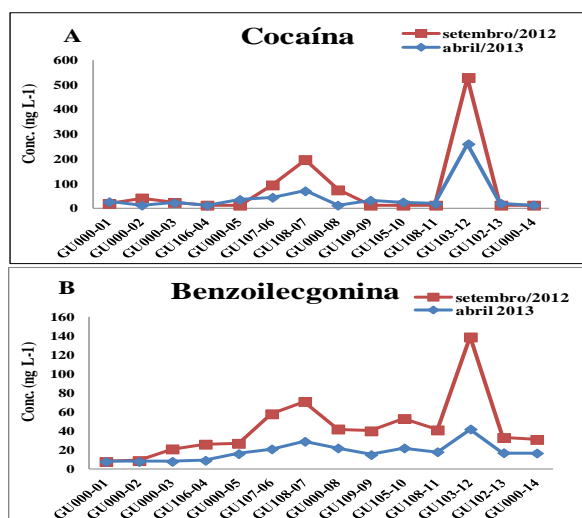 A
Cocaína
setembro/2012
abril/2013
Conc. (ng L-1)
600
500
400
300
200
100
0
GU000-01
GU000-02
GU000-03
GU106-04
GU000-05
GU107-06
GU108-07
GU000-08
GU109-09
GU105-10
GU108-11
GU103-12
GU102-13
GU000-14
B
Benzoilecgonina
setembro/2012
abril 2013
Conc. (ng L-1)
160
140
120
100
80
60
40
20
0
GU000-01
GU000-02
GU000-03
GU106-04
GU000-05
GU107-06
GU108-07
GU000-08
GU109-09
GU105-10
GU108-11
GU103-12
GU102-13
GU000-14